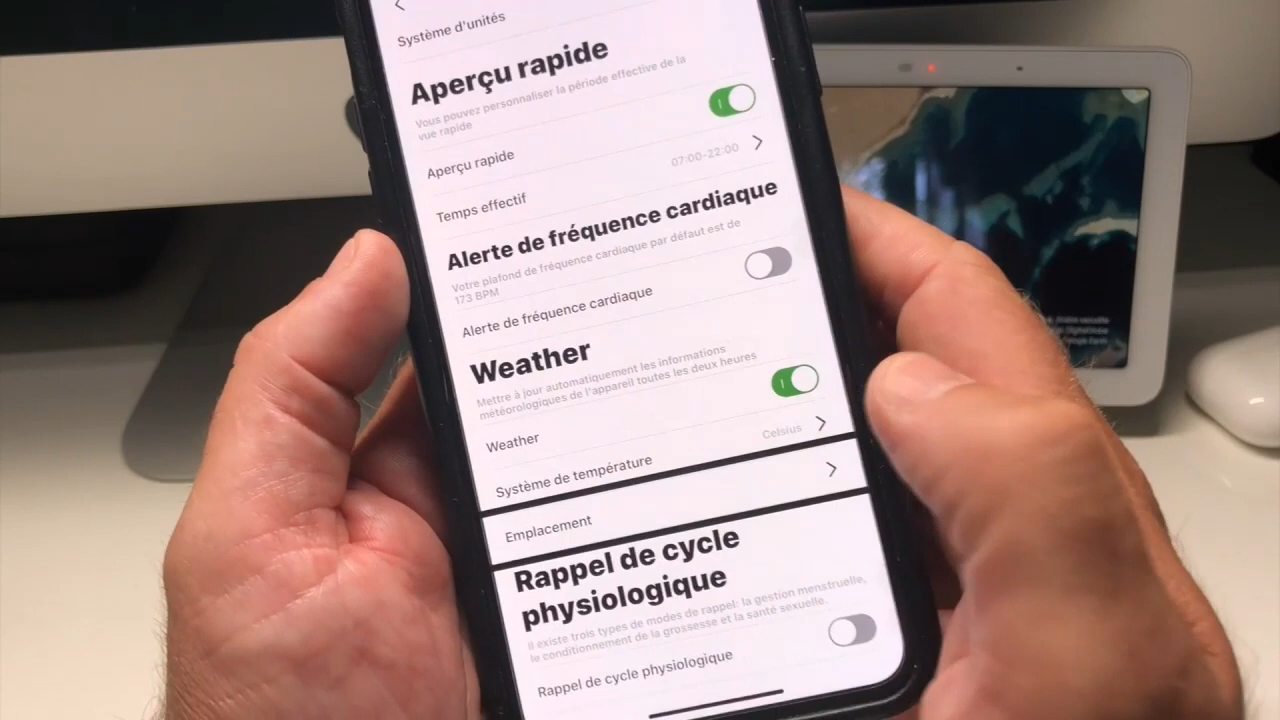 Système d'unités
Aperçu rapide
Vous pouvez personnaliser la période effective de la
vue rapide
Aperçu rapide
Temps effectif
07:00-22:00
Alerte de fréquence cardiaque
Votre plafond de fréquence cardiaque par défaut est de
173 BPM
Alerte de fréquence cardiaque
Weather
Mettre à jour automatiquement les informations
météorologiques de l'appareil toutes les deux heures
Weather
Système de température
Celsius
Emplacement
Rappel de cycle
physiologique
Il existe trois types de modes de rappel: la gestion menstruelle,
le conditionnement de la grossesse et la santé sexuelle.
Rappel de cycle physiologique